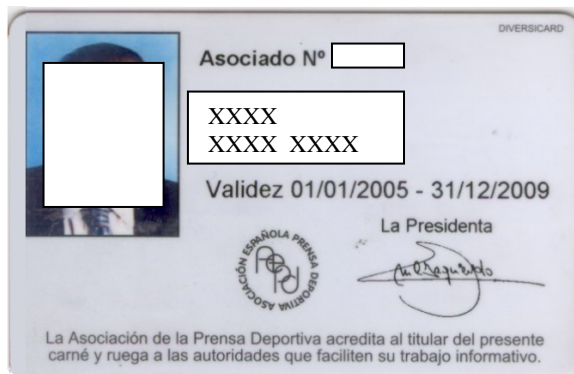 DIVERSICARD
Asociado Nº
XXXX
XXXX XXXX
Validez 01/01/2005 - 31/12/2009
La Presidenta
ASOCIACIÓN ESPAÑOLA PRENSA DEPORTIVA
La Asociación de la Prensa Deportiva acredita al titular del presente
carné y ruega a las autoridades que faciliten su trabajo informativo.